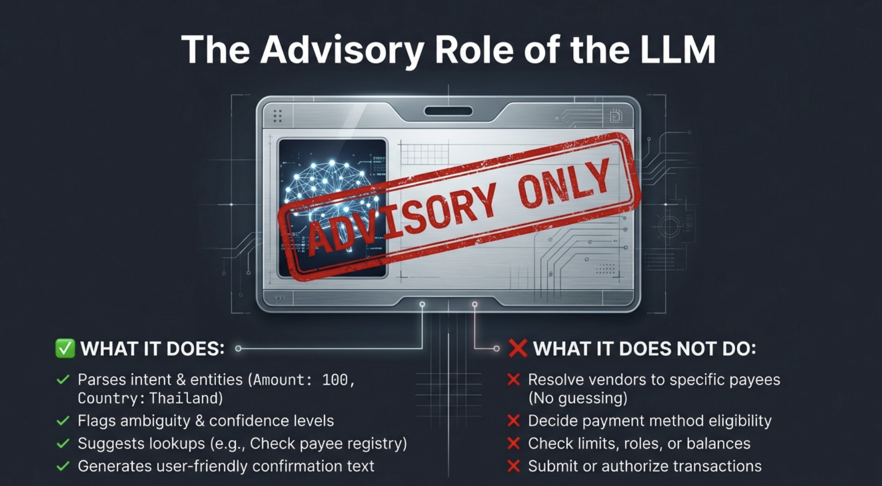 The Advisory Role of the LLM
ADVISORY ONLY
WHAT IT DOES:
Parses intent & entities (Amount: 100,
Country: Thailand)
Flags ambiguity & confidence levels
Suggests lookups (e.g., Check payee registry)
Generates user-friendly confirmation text
WHAT IT DOES NOT DO:
Resolve vendors to specific payees
(No guessing)
Decide payment method eligibility
Check limits, roles, or balances
Submit or authorize transactions